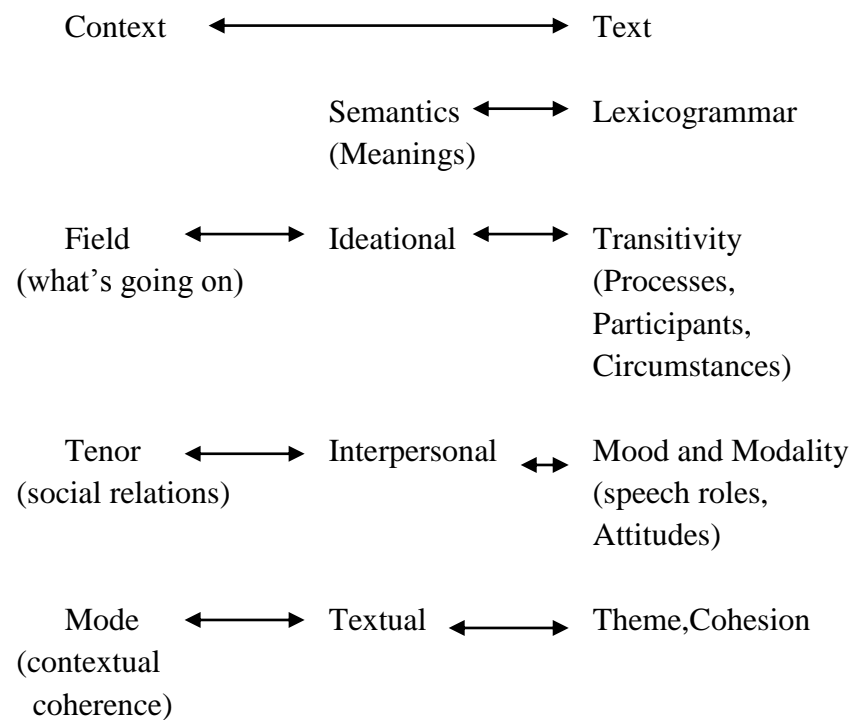 Context Text
Semantics Lexicogrammar
(Meanings)
Field Ideational Transitivity
(what’s going on) (Processes,
Participants,
Circumstances)
Tenor Interpersonal Mood and Modality
(social relations) (speech roles,
Attitudes)
Mode Textual Theme,Cohesion
(contextual
coherence)